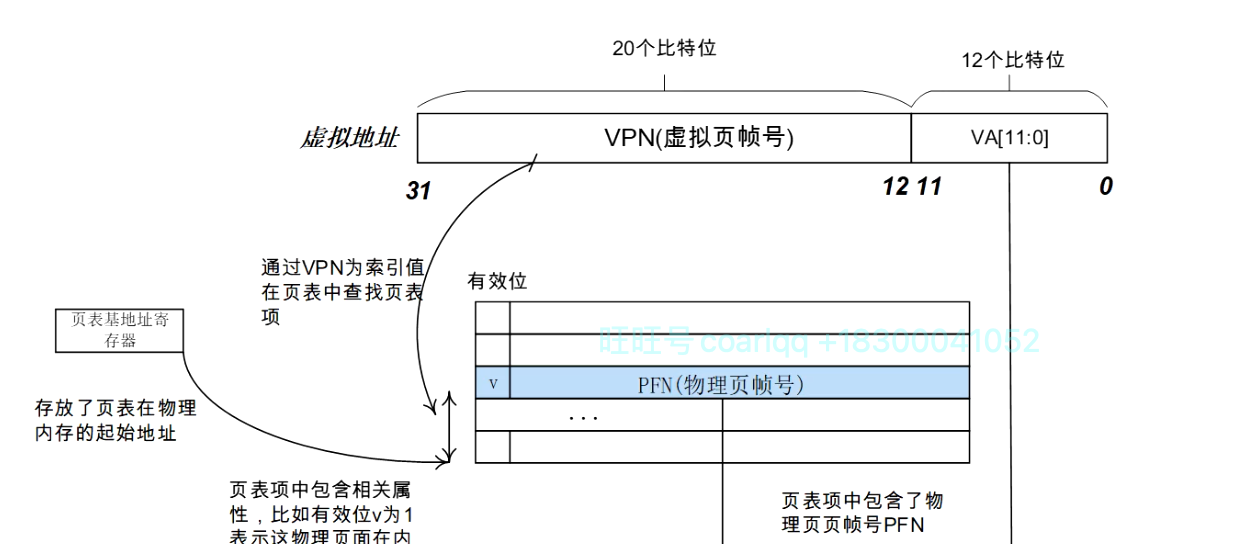 20个比特位
12个比特位
虚拟地址
VPN(虚拟页帧号)
VA[11:0]
31
12 11
0
通过VPN为索引值
在页表中查找页表
项
有效位
页表基地址寄
存器
旺旺号 coarlqq +18300041052
v
PFN(物理页帧号)
存放了页表在物理
内存的起始地址
...
页表项中包含相关属
性，比如有效位v为1
表示这物理页面在内
页表项中包含了物
理页页帧号PFN